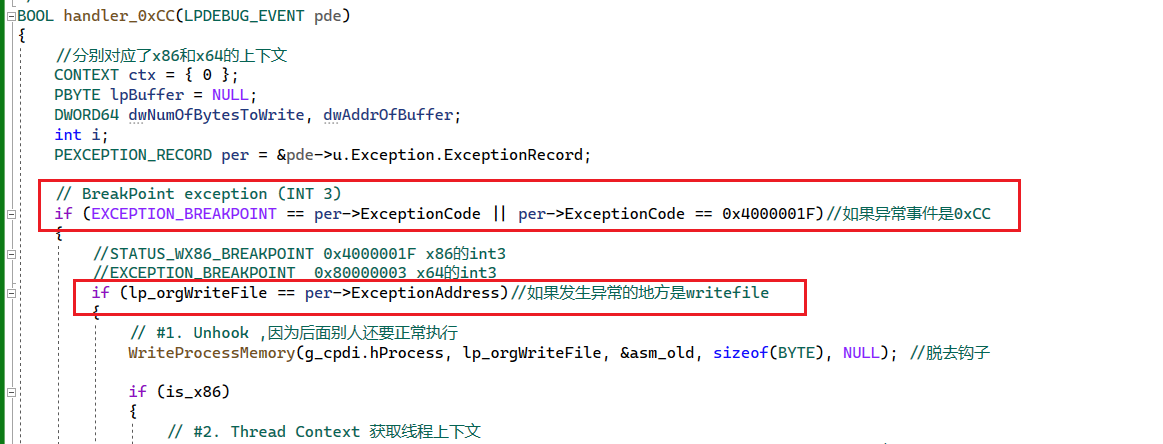 BOOL handler_0xCC(LPDEBUG_EVENT pde)
{
//分别对应了x86和x64的上下文
CONTEXT ctx = { 0 };
PBYTE lpBuffer = NULL;
DWORD64 dwNumOfBytesToWrite, dwAddrOfBuffer;
int i;
PEXCEPTION_RECORD per = &pde->u.Exception.ExceptionRecord;
// BreakPoint exception (INT 3)
if (EXCEPTION_BREAKPOINT == per->ExceptionCode || per->ExceptionCode == 0x4000001F)//如果异常事件是0xCC
{
//STATUS_WX86_BREAKPOINT 0x4000001F x86的int3
//EXCEPTION_BREAKPOINT  0x80000003 x64的int3
if (lp_orgWriteFile == per->ExceptionAddress)//如果发生异常的地方是writefile
{
// #1. Unhook ,因为后面别人还要正常执行
WriteProcessMemory(g_cpdi.hProcess, lp_orgWriteFile, &asm_old, sizeof(BYTE), NULL); //脱去钩子
if (is_x86)
{
// #2. Thread Context 获取线程上下文